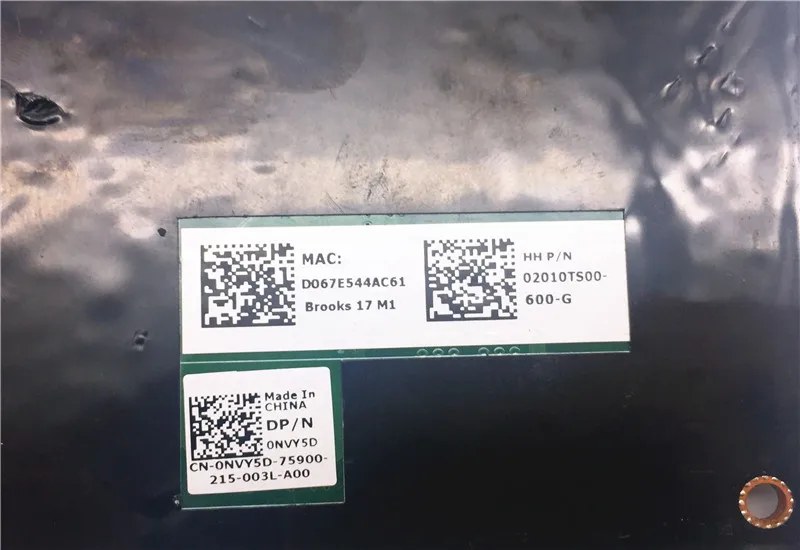 MAC:
D067E544AC61
Brooks 17 M1
HH P/N
02010TS00-
600-G
Made In
CHINA
DP/N
0NVY5D
CN-0NVY5D-75900-
215-003L-A00